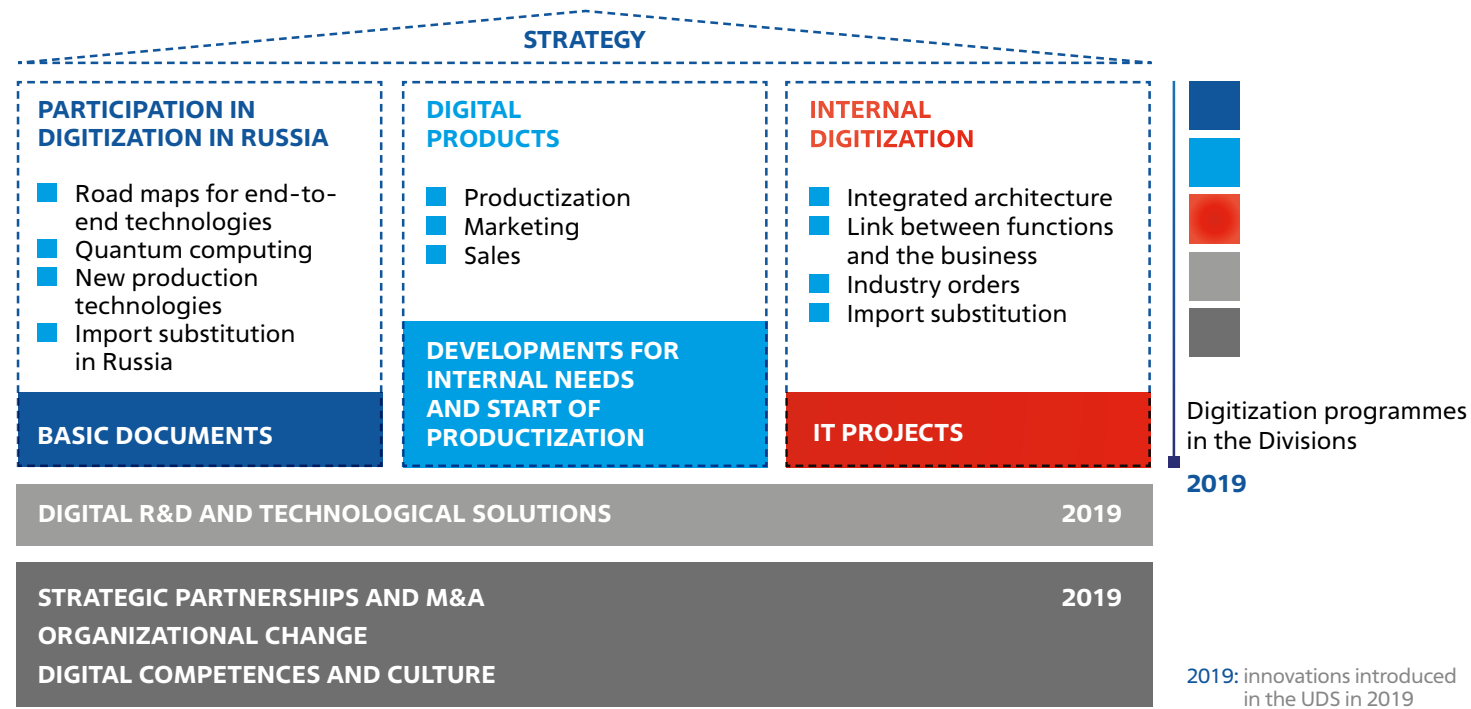 STRATEGY
PARTICIPATION IN
DIGITIZATION IN RUSSIA
Road maps for end-to-
end technologies
Quantum computing
New production
technologies
Import substitution
in Russia
BASIC DOCUMENTS
DIGITAL
PRODUCTS
Productization
Marketing
Sales
DEVELOPMENTS FOR
INTERNAL NEEDS
AND START OF
PRODUCTIZATION
INTERNAL
DIGITIZATION
Integrated architecture
Link between functions
and the business
Industry orders
Import substitution
IT PROJECTS
Digitization programmes
in the Divisions
2019
DIGITAL R&D AND TECHNOLOGICAL SOLUTIONS 2019
STRATEGIC PARTNERSHIPS AND M&A 2019
ORGANIZATIONAL CHANGE
DIGITAL COMPETENCES AND CULTURE
2019: innovations introduced
in the UDS in 2019